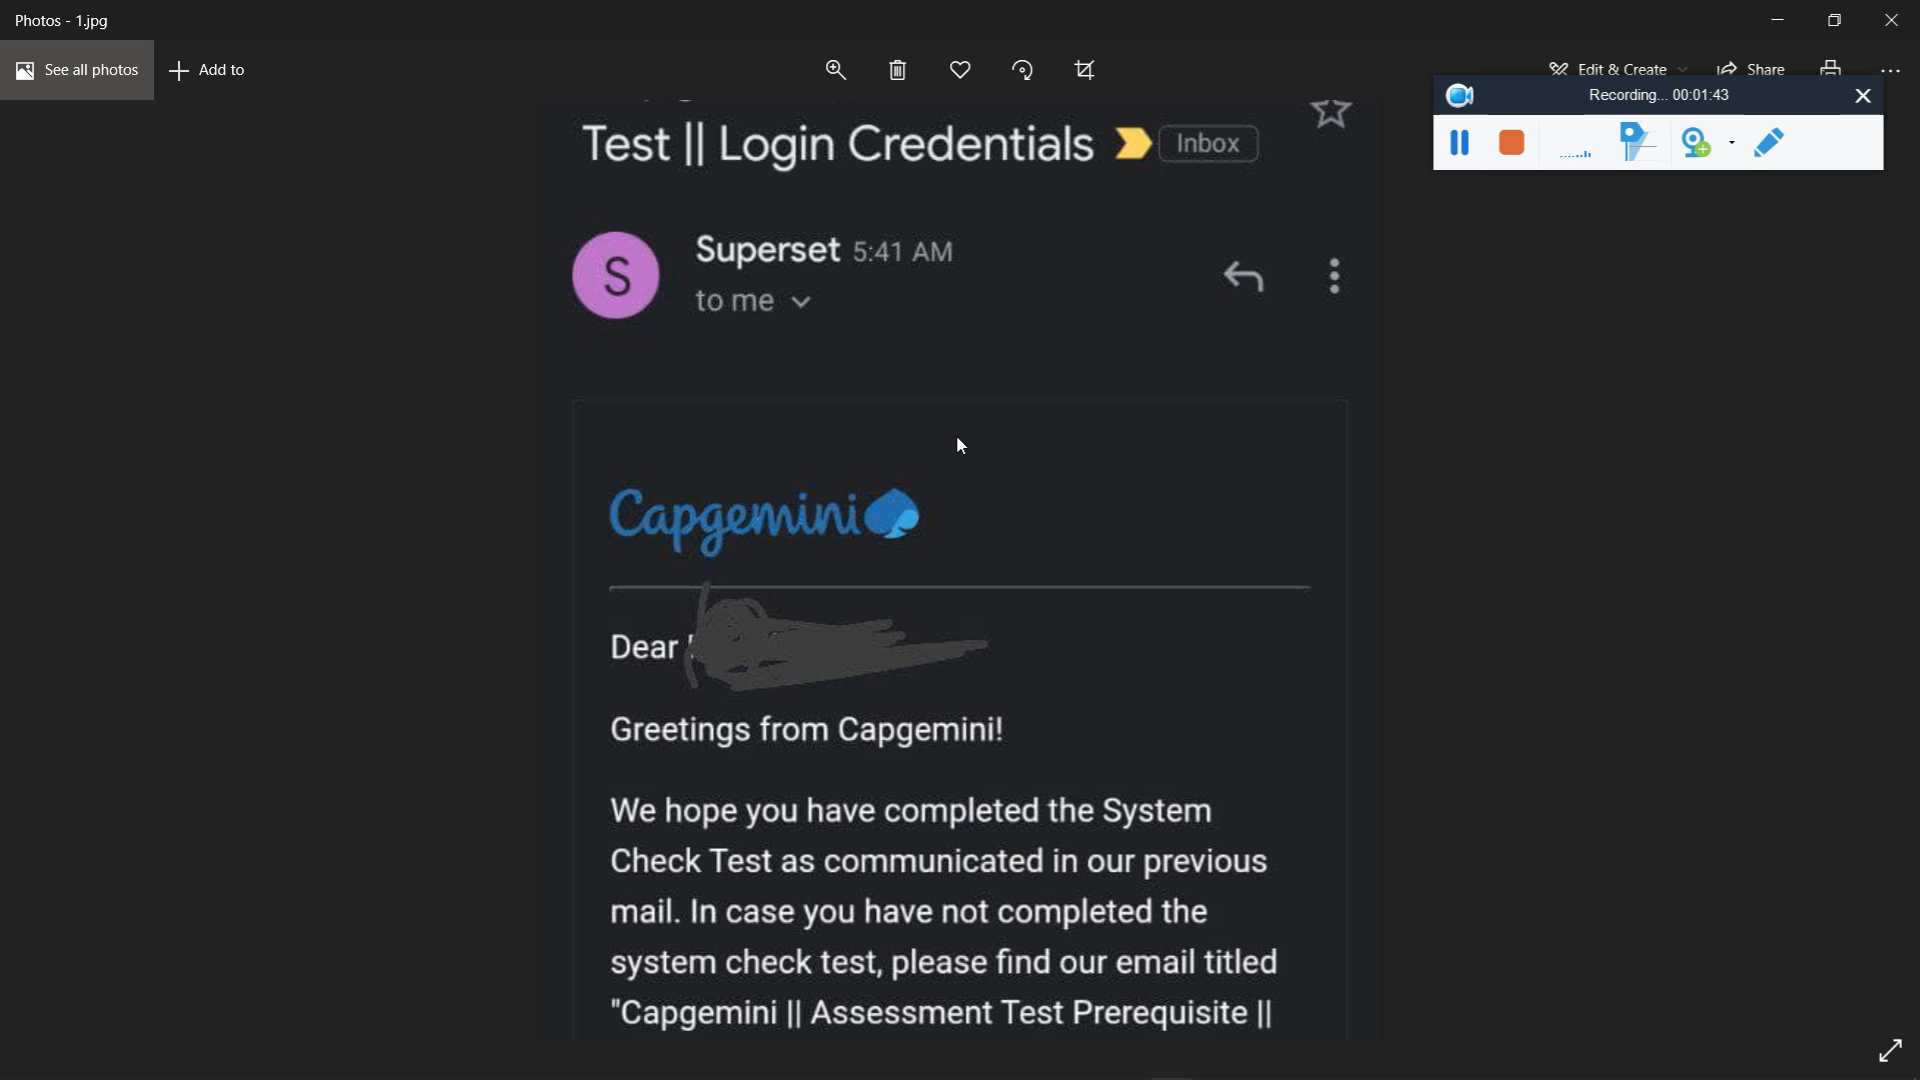 Photos - 1.jpg
See all photos
Add to
Edit & Create
Share
Recording... 00:01:43
Test || Login Credentials
Inbox
S
Superset 5:41 AM
to me
Capgemini
Dear
Greetings from Capgemini!
We hope you have completed the System
Check Test as communicated in our previous
mail. In case you have not completed the
system check test, please find our email titled
"Capgemini || Assessment Test Prerequisite ||